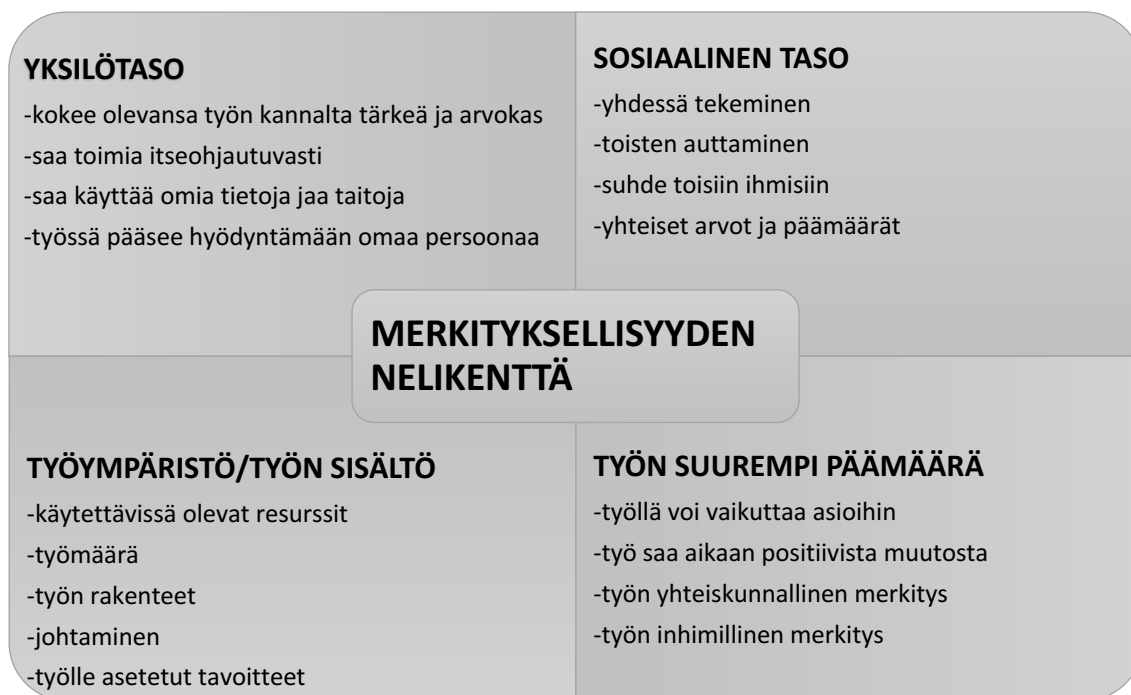 YKSILÖTASO
-kokee olevansa työn kannalta tärkeä ja arvokas
-saa toimia itseohjautuvasti
-saa käyttää omia tietoja jaa taitoja
-työssä pääsee hyödyntämään omaa persoonaa
SOSIAALINEN TASO
-yhdessä tekeminen
-toisten auttaminen
-suhde toisiin ihmisiin
-yhteiset arvot ja päämäärät
MERKITYKSELLISYYDEN
NELIKENTTÄ
TYÖYMPÄRISTÖ/TYÖN SISÄLTÖ
-käytettävissä olevat resurssit
-työmäärä
-työn rakenteet
-johtaminen
-työlle asetetut tavoitteet
TYÖN SUUREMPI PÄÄMÄÄRÄ
-työllä voi vaikuttaa asioihin
-työ saa aikaan positiivista muutosta
-työn yhteiskunnallinen merkitys
-työn inhimillinen merkitys